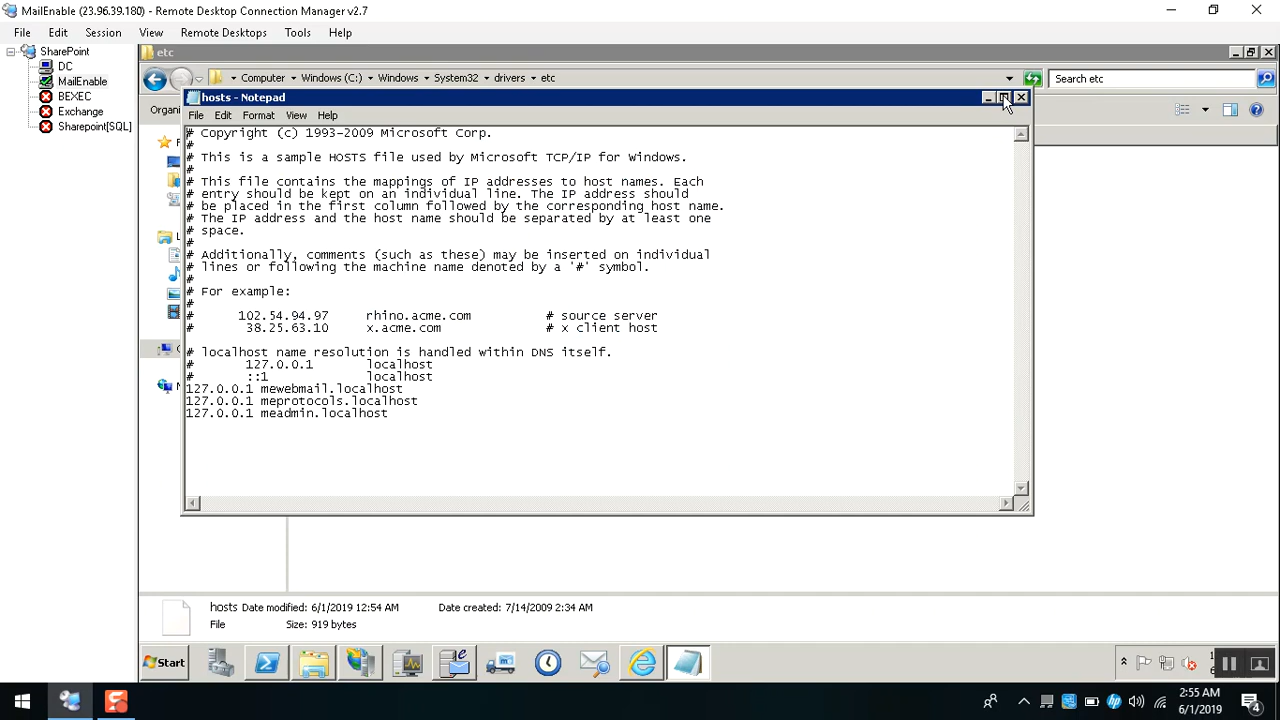 MailEnable (23.96.39.180) - Remote Desktop Connection Manager v2.7
File Edit Session View Remote Desktops Tools Help
SharePoint
DC
MailEnable
BEXEC
Exchange
Sharepoint[SQL]
etc
Computer Windows (C:) Windows System32 drivers etc
Search etc
Organi
hosts - Notepad
File Edit Format View Help
# Copyright (c) 1993-2009 Microsoft Corp.
#
# This is a sample HOSTS file used by Microsoft TCP/IP for Windows.
#
# This file contains the mappings of IP addresses to host names. Each
# entry should be kept on an individual line. The IP address should
# be placed in the first column followed by the corresponding host name.
# The IP address and the host name should be separated by at least one
# space.
#
# Additionally, comments (such as these) may be inserted on individual
# lines or following the machine name denoted by a '#' symbol.
#
# For example:
#
# 102.54.94.97 rhino.acme.com # source server
# 38.25.63.10 x.acme.com # x client host

# localhost name resolution is handled within DNS itself.
# 127.0.0.1 localhost
# ::1 localhost
127.0.0.1 mewebmail.localhost
127.0.0.1 meprotocols.localhost
127.0.0.1 meadmin.localhost
hosts Date modified: 6/1/2019 12:54 AM Date created: 7/14/2009 2:34 AM
File Size: 919 bytes
Start
2:55 AM
6/1/2019
4